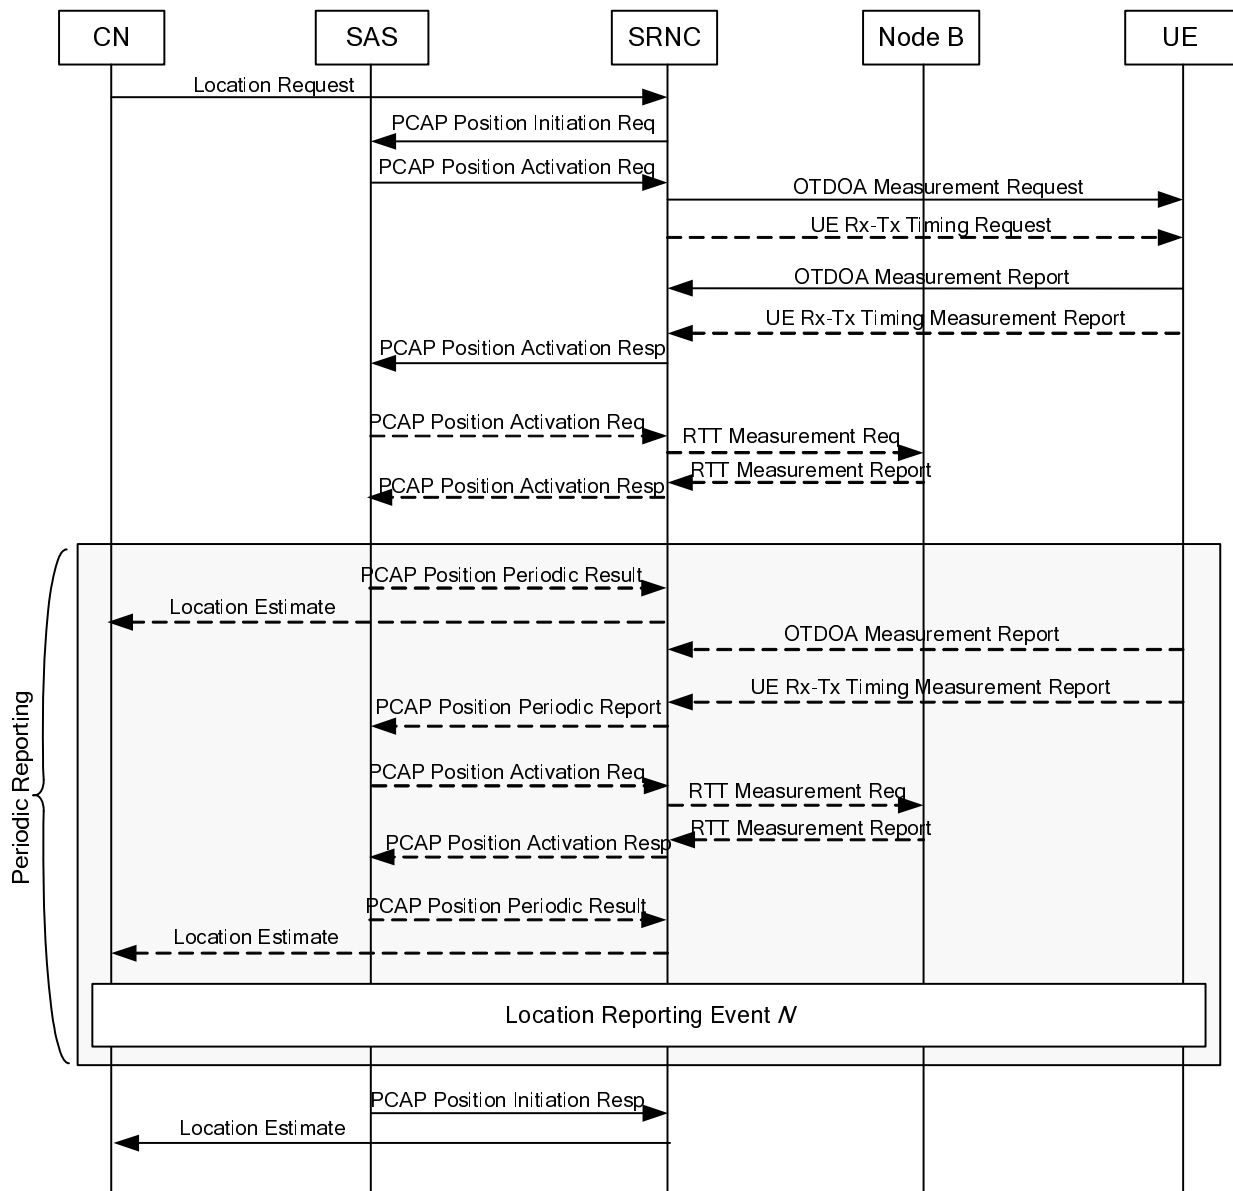 CN
SAS
SRNC
Node B
UE
Location Request
PCAP Position Initiation Req
PCAP Position Activation Req
OTDOA Measurement Request
UE Rx-Tx Timing Request
OTDOA Measurement Report
UE Rx-Tx Timing Measurement Report
PCAP Position Activation Resp
PCAP Position Activation Req
RTT Measurement Req
RTT Measurement Report
PCAP Position Activation Resp
Periodic Reporting
PCAP Position Periodic Result
Location Estimate
OTDOA Measurement Report
UE Rx-Tx Timing Measurement Report
PCAP Position Periodic Report
PCAP Position Activation Req
RTT Measurement Req
RTT Measurement Report
PCAP Position Activation Resp
PCAP Position Periodic Result
Location Estimate
Location Reporting Event N
PCAP Position Initiation Resp
Location Estimate